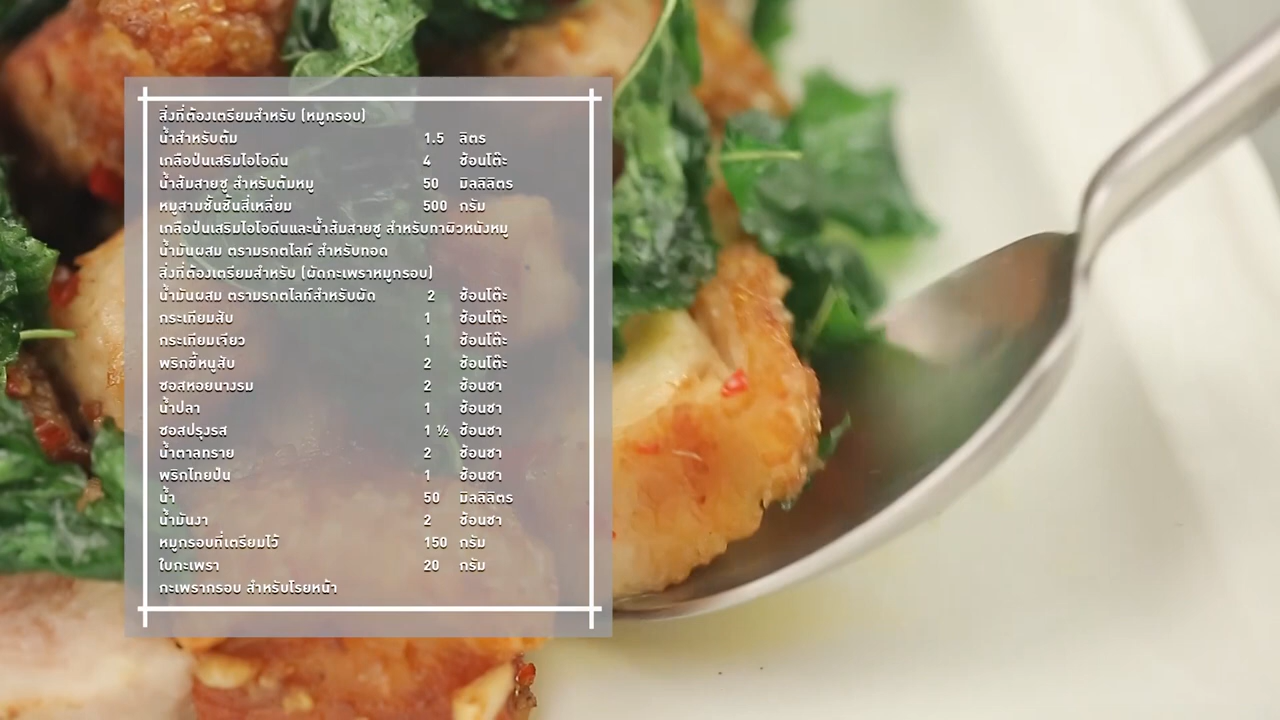 สิ่งที่ต้องเตรียมสำหรับ (หมูกรอบ)
น้ำสำหรับต้ม 1.5 ลิตร
เกลือป่นเสริมไอโอดีน 4 ช้อนโต๊ะ
น้ำส้มสายชู สำหรับต้มหมู 50 มิลลิลิตร
หมูสามชั้นชิ้นสี่เหลี่ยม 500 กรัม
เกลือป่นเสริมไอโอดีนและน้ำส้มสายชู สำหรับทาผิวหนังหมู
น้ำมันผสม ตรามรกตไลท์ สำหรับทอด
สิ่งที่ต้องเตรียมสำหรับ (ผัดกะเพราหมูกรอบ)
น้ำมันผสม ตรามรกตไลท์สำหรับผัด 2 ช้อนโต๊ะ
กระเทียมสับ 1 ช้อนโต๊ะ
กระเทียมเจียว 1 ช้อนโต๊ะ
พริกขี้หนูสับ 2 ช้อนโต๊ะ
ซอสหอยนางรม 2 ช้อนชา
น้ำปลา 1 ช้อนชา
ซอสปรุงรส 1 ½ ช้อนชา
น้ำตาลทราย 2 ช้อนชา
พริกไทยป่น 1 ช้อนชา
น้ำ 50 มิลลิลิตร
น้ำมันงา 2 ช้อนชา
หมูกรอบที่เตรียมไว้ 150 กรัม
ใบกะเพรา 20 กรัม
กะเพรากรอบ สำหรับโรยหน้า